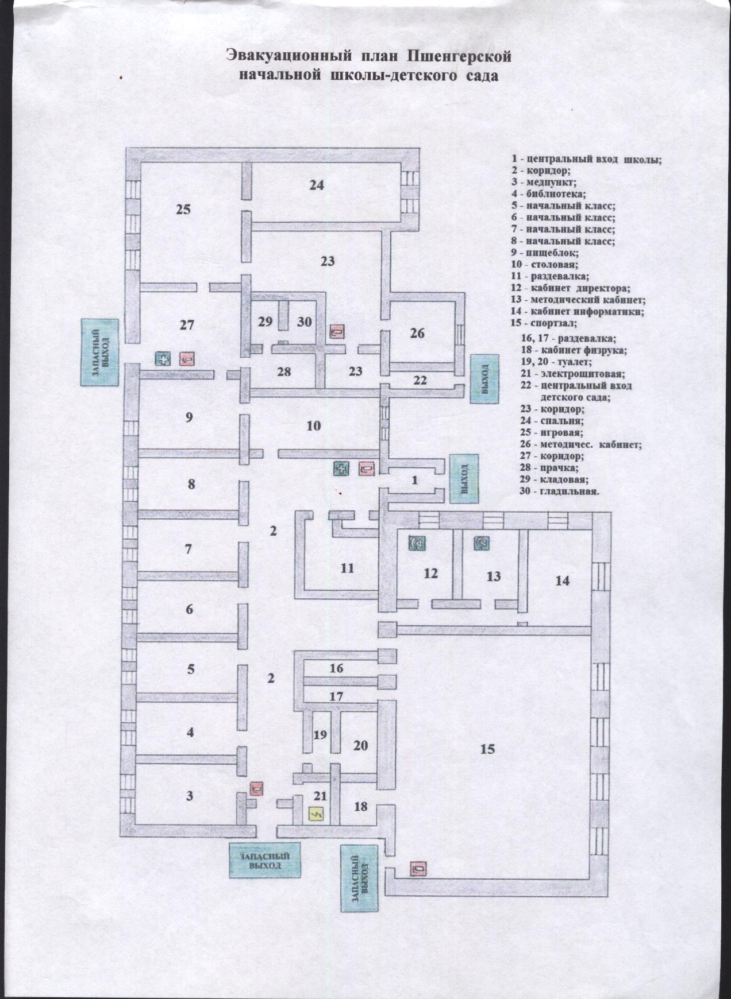 Эвакуационный план Пшенгерской
начальной школы-детского сада
1 - центральный вход школы;
2 - коридор;
3 - медпункт;
4 - библиотека;
5 - начальный класс;
6 - начальный класс;
7 - начальный класс;
8 - начальный класс;
9 - пищеблок;
10 - столовая;
11 - раздевалка;
12 - кабинет директора;
13 - методический кабинет;
14 - кабинет информатики;
15 - спортзал;
16, 17 - раздевалка;
18 - кабинет физрука;
19, 20 - туалет;
21 - электрощитовая;
22 - центральный вход
детского сада;
23 - коридор;
24 - спальня;
25 - игровая;
26 - методичес. кабинет;
27 - коридор;
28 - прачка;
29 - кладовая;
30 - гладильная.
24
25
23
27
29
30
26
28
23
22
ЗАПАСНЫЙ
ВЫХОД
ВЫХОД
9
10
8
1
ВЫХОД
2
7
11
12
13
14
6
5
16
2
17
4
19
20
15
3
21
18
ЗАПАСНЫЙ
ВЫХОД
ЗАПАСНЫЙ
ВЫХОД